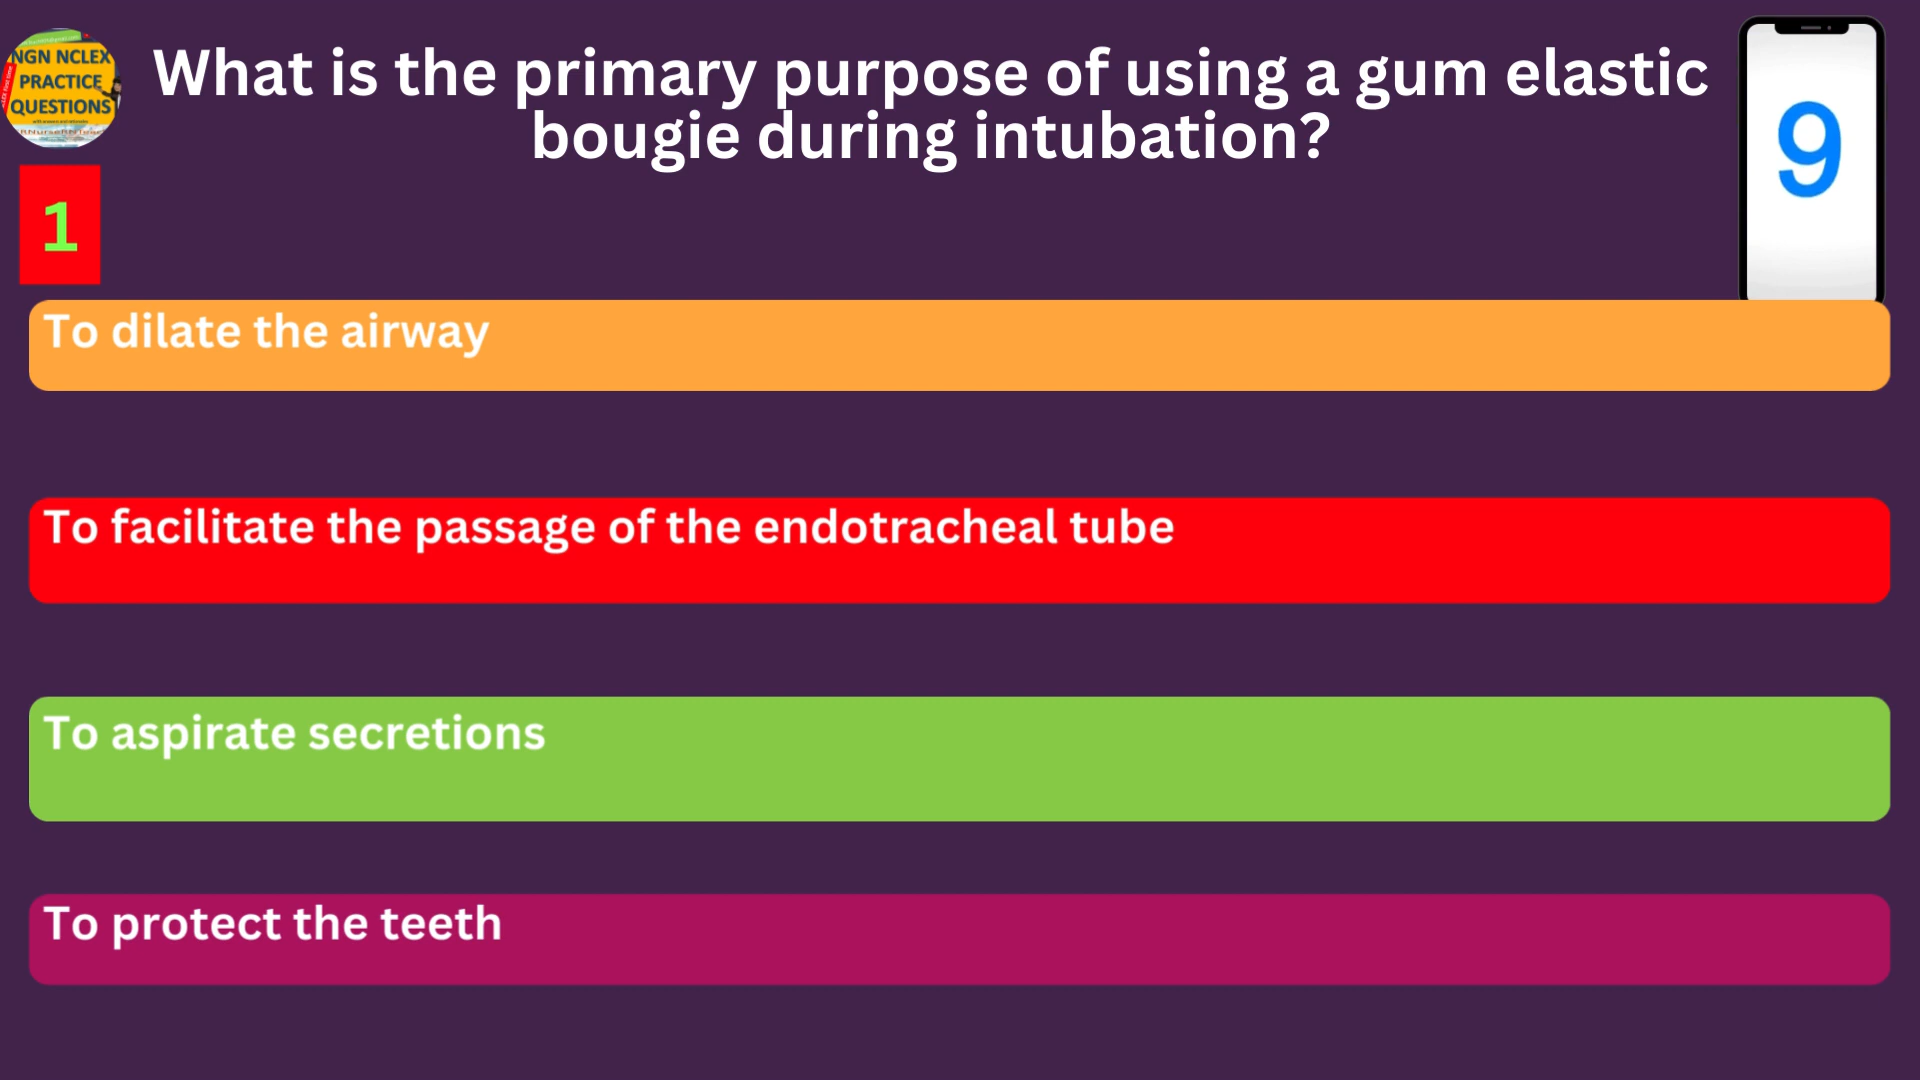 NGN NCLEX
PRACTICE
QUESTIONS
What is the primary purpose of using a gum elastic
bougie during intubation?
9
1
To dilate the airway
To facilitate the passage of the endotracheal tube
To aspirate secretions
To protect the teeth